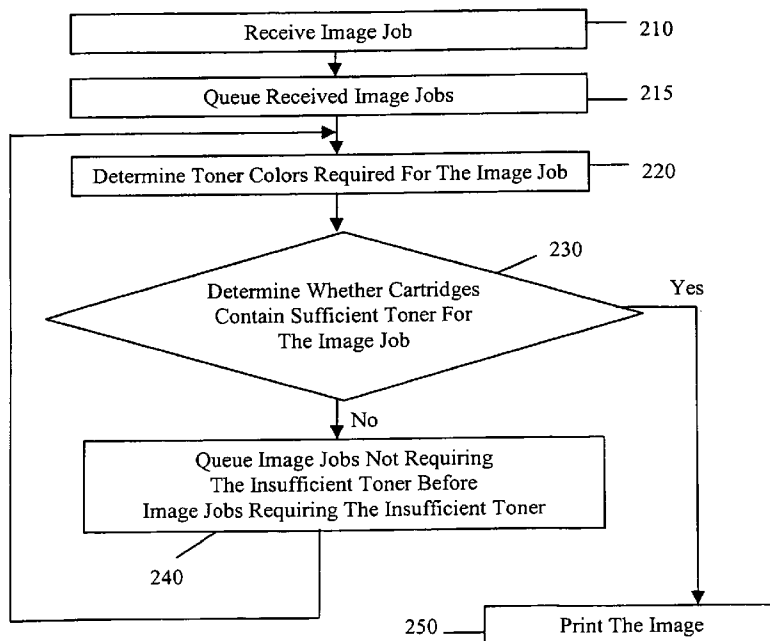 Receive Image Job
210
Queue Received Image Jobs
215
Determine Toner Colors Required For The Image Job
220
230
Determine Whether Cartridges
Contain Sufficient Toner For
The Image Job
Yes
No
Queue Image Jobs Not Requiring
The Insufficient Toner Before
Image Jobs Requiring The Insufficient Toner
240
250
Print The Image